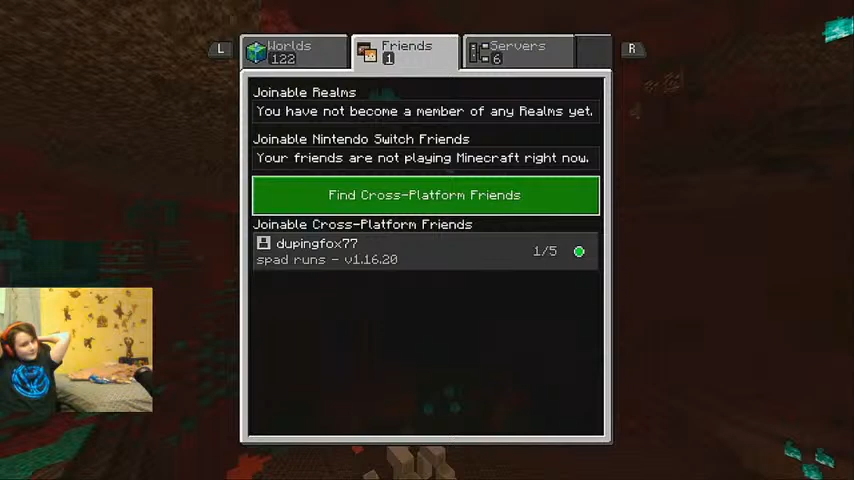 L
Worlds
122
Friends
1
Servers
6
R
Joinable Realms
You have not become a member of any Realms yet.
Joinable Nintendo Switch Friends
Your friends are not playing Minecraft right now.
Find Cross-Platform Friends
Joinable Cross-Platform Friends
dupingfox77
spad runs - v1.16.20
1/5